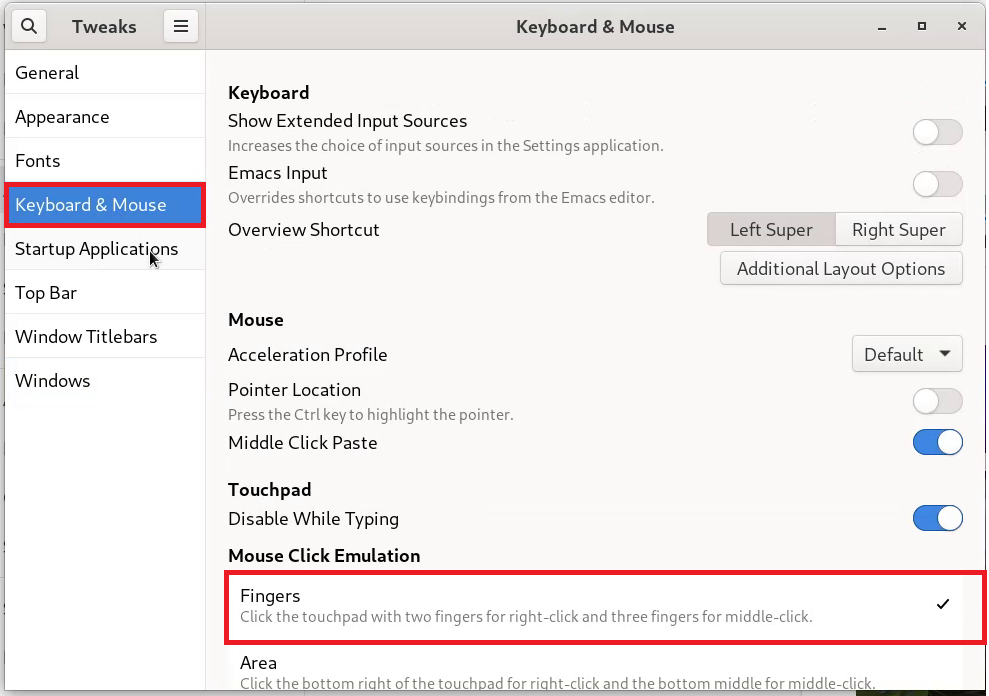 Tweaks
Keyboard & Mouse
General
Appearance
Fonts
Keyboard & Mouse
Startup Applications
Top Bar
Window Titlebars
Windows
Keyboard
Show Extended Input Sources
Increases the choice of input sources in the Settings application.
Emacs Input
Overrides shortcuts to use keybindings from the Emacs editor.
Overview Shortcut
Left Super
Right Super
Additional Layout Options
Mouse
Acceleration Profile
Default
Pointer Location
Press the Ctrl key to highlight the pointer.
Middle Click Paste
Touchpad
Disable While Typing
Mouse Click Emulation
Fingers
Click the touchpad with two fingers for right-click and three fingers for middle-click.
Area
Click the bottom right of the touchpad for right-click and the bottom middle for middle-click.